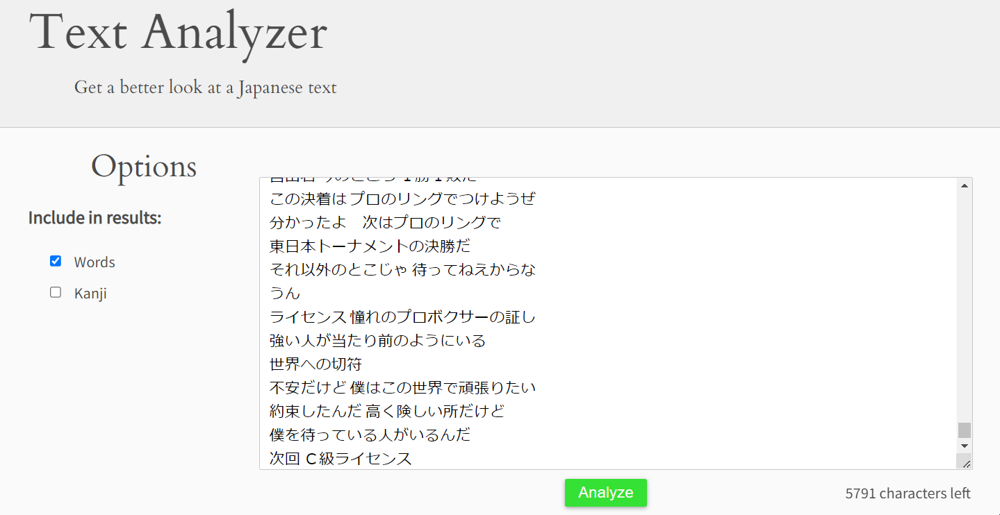 Text Analyzer
Get a better look at a Japanese text
Options
Include in results:
Words
Kanji
この決着は プロのリングでつけようぜ
分かったよ　次はプロのリングで
東日本トーナメントの決勝だ
それ以外のとこじゃ 待ってねえからな
うん
ライセンス 憧れのプロボクサーの証し
強い人が当たり前のようにいる
世界への切符
不安だけど 僕はこの世界で頑張りたい
約束したんだ 高く険しい所だけど
僕を待っている人がいるんだ
次回 Ｃ級ライセンス
Analyze
5791 characters left